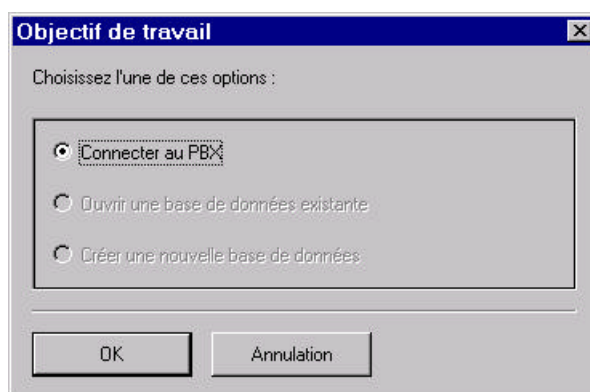 Objectif de travail
Choisissez l'une de ces options :
Connecter au PBX
Ouvrir une base de données existante
Créer une nouvelle base de données
OK
Annulation